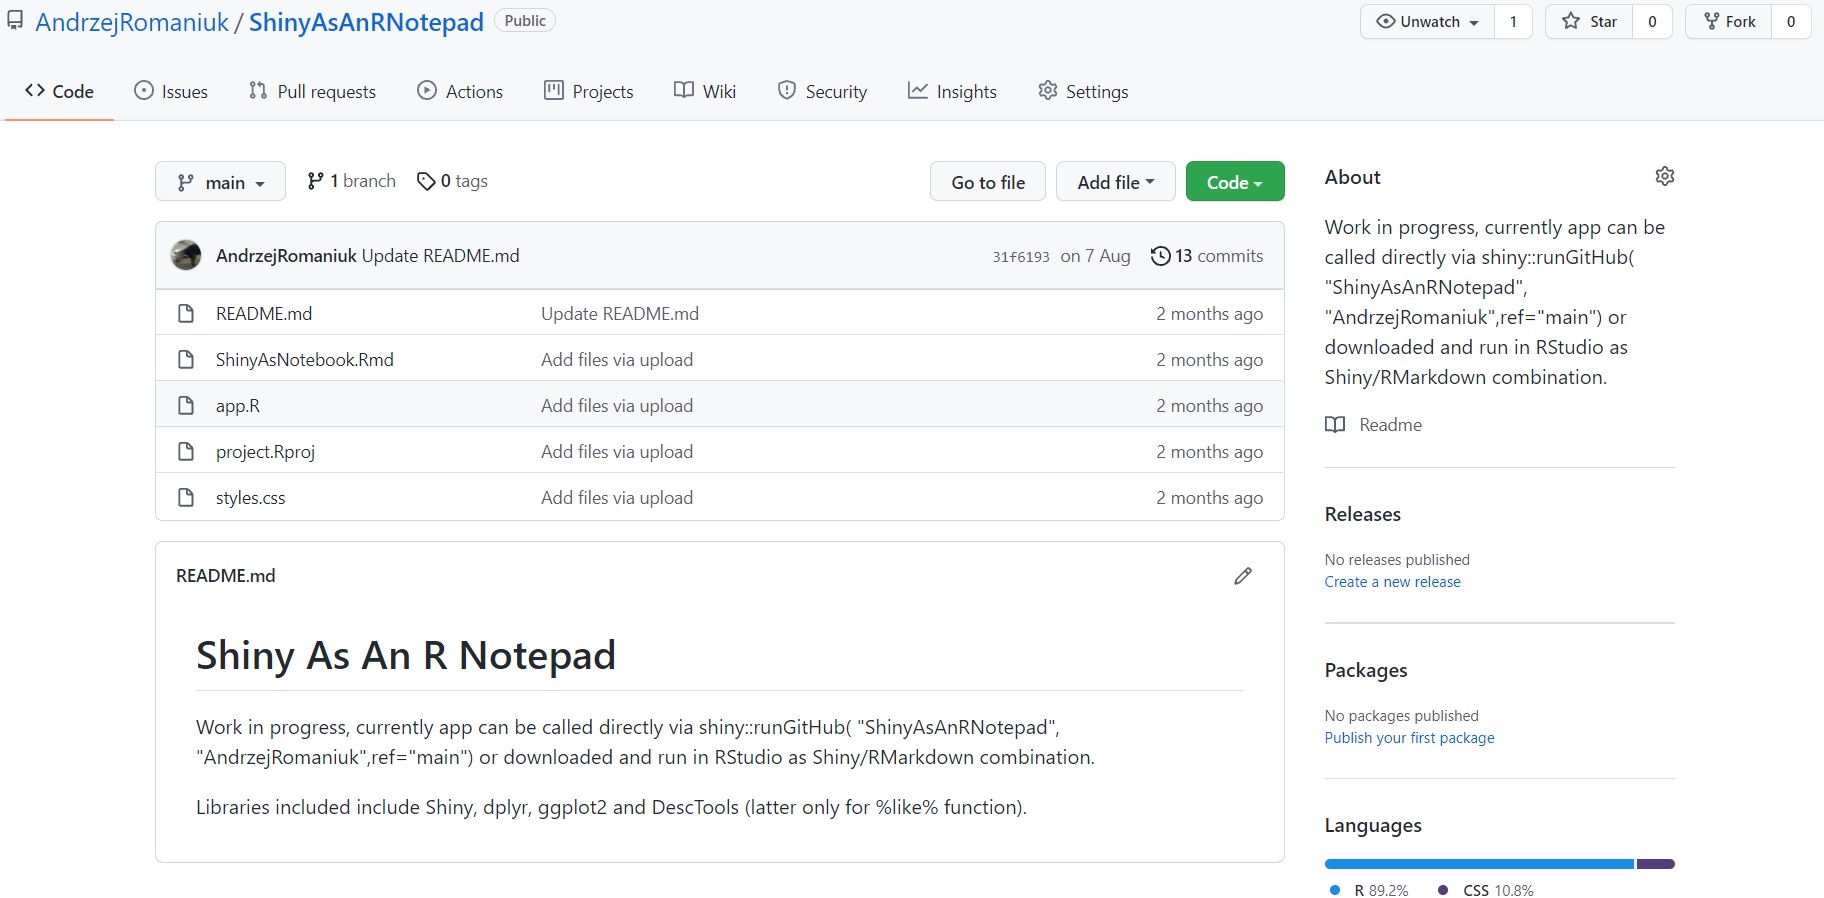 AndrzejRomaniuk / ShinyAsAnRNotepad Public
Unwatch 1 Star 0 Fork 0
Code Issues Pull requests Actions Projects Wiki Security Insights Settings
main 1 branch 0 tags Go to file Add file Code
AndrzejRomaniuk Update README.md 31f6193 on 7 Aug 13 commits
README.md Update README.md 2 months ago
ShinyAsNotebook.Rmd Add files via upload 2 months ago
app.R Add files via upload 2 months ago
project.Rproj Add files via upload 2 months ago
styles.css Add files via upload 2 months ago
README.md
Shiny As An R Notepad
Work in progress, currently app can be called directly via shiny::runGitHub( "ShinyAsAnRNotepad",
"AndrzejRomaniuk",ref="main") or downloaded and run in RStudio as Shiny/RMarkdown combination.
Libraries included include Shiny, dplyr, ggplot2 and DescTools (latter only for %like% function).
About
Work in progress, currently app can be
called directly via shiny::runGitHub(
"ShinyAsAnRNotepad",
"AndrzejRomaniuk",ref="main") or
downloaded and run in RStudio as
Shiny/RMarkdown combination.
Readme
Releases
No releases published
Create a new release
Packages
No packages published
Publish your first package
Languages
R 89.2% CSS 10.8%